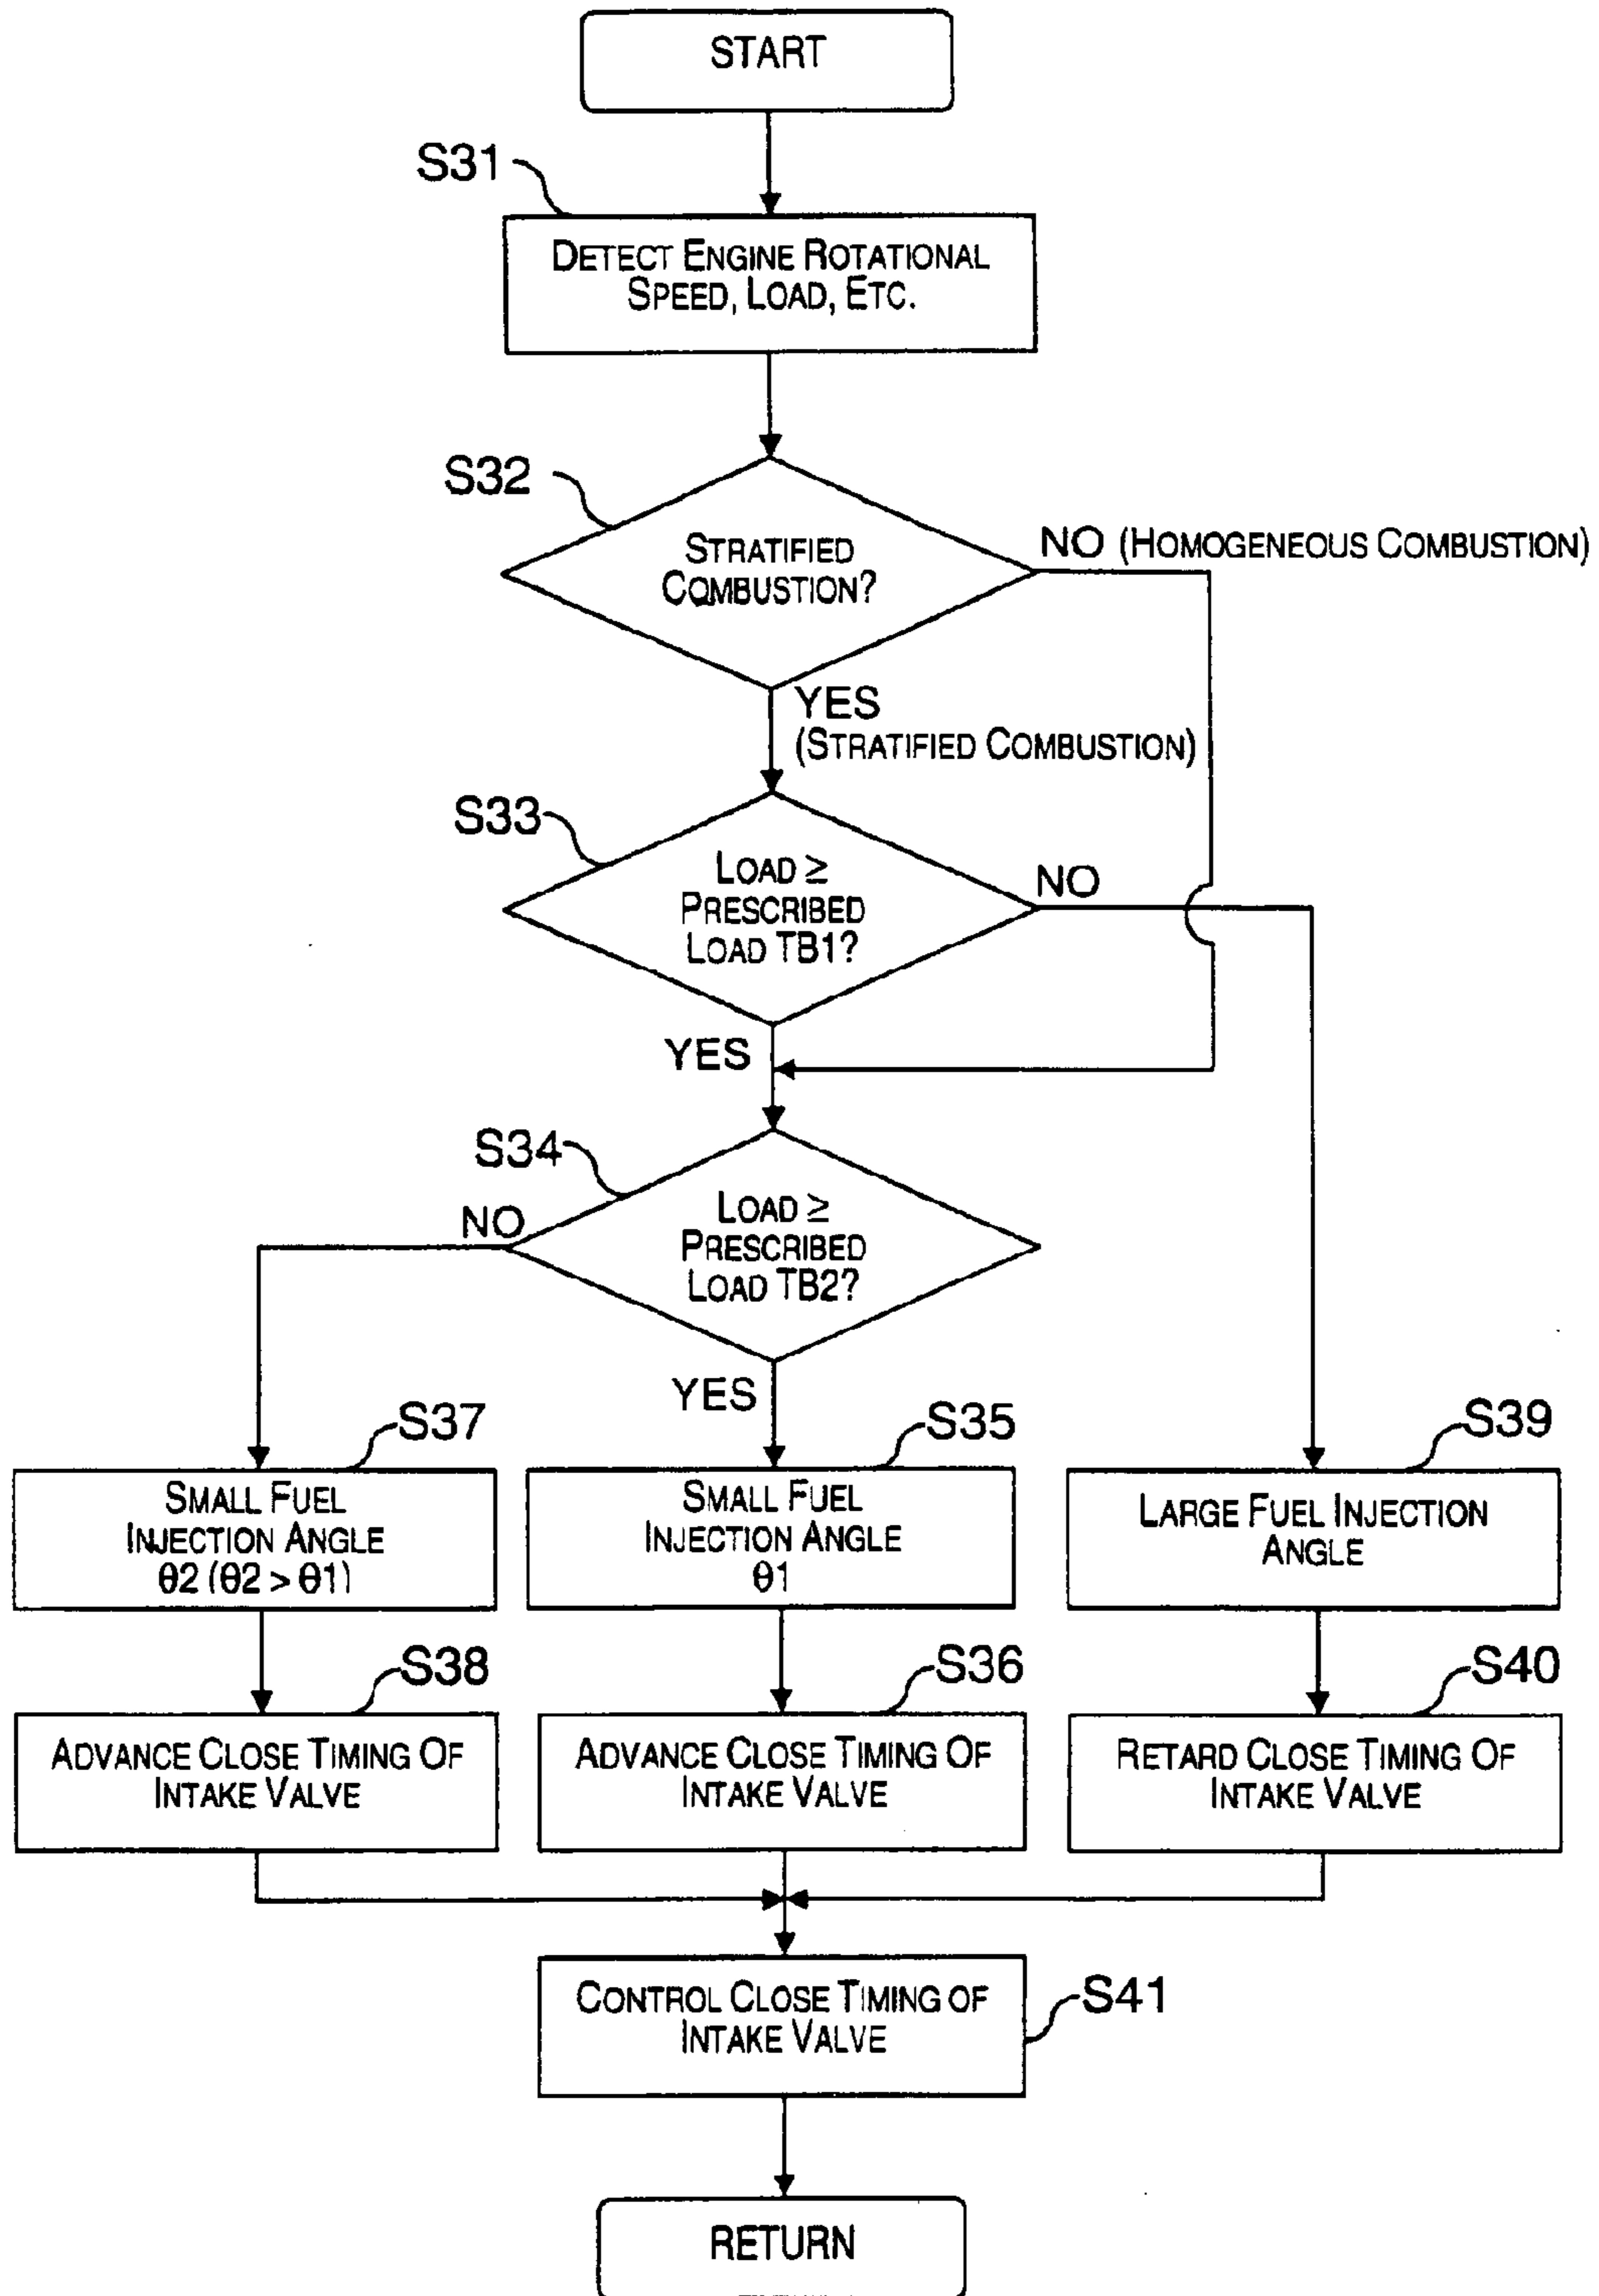 START
S31
DETECT ENGINE ROTATIONAL
SPEED, LOAD, ETC.
S32
STRATIFIED
COMBUSTION?
NO (HOMOGENEOUS COMBUSTION)
YES
(STRATIFIED COMBUSTION)
S33
LOAD ≥
PRESCRIBED
LOAD TB1?
NO
YES
S34
LOAD ≥
PRESCRIBED
LOAD TB2?
NO
YES
S37
SMALL FUEL
INJECTION ANGLE
θ2 (θ2 > θ1)
S35
SMALL FUEL
INJECTION ANGLE
θ1
S39
LARGE FUEL INJECTION
ANGLE
S38
ADVANCE CLOSE TIMING OF
INTAKE VALVE
S36
ADVANCE CLOSE TIMING OF
INTAKE VALVE
S40
RETARD CLOSE TIMING OF
INTAKE VALVE
CONTROL CLOSE TIMING OF
INTAKE VALVE
S41
RETURN